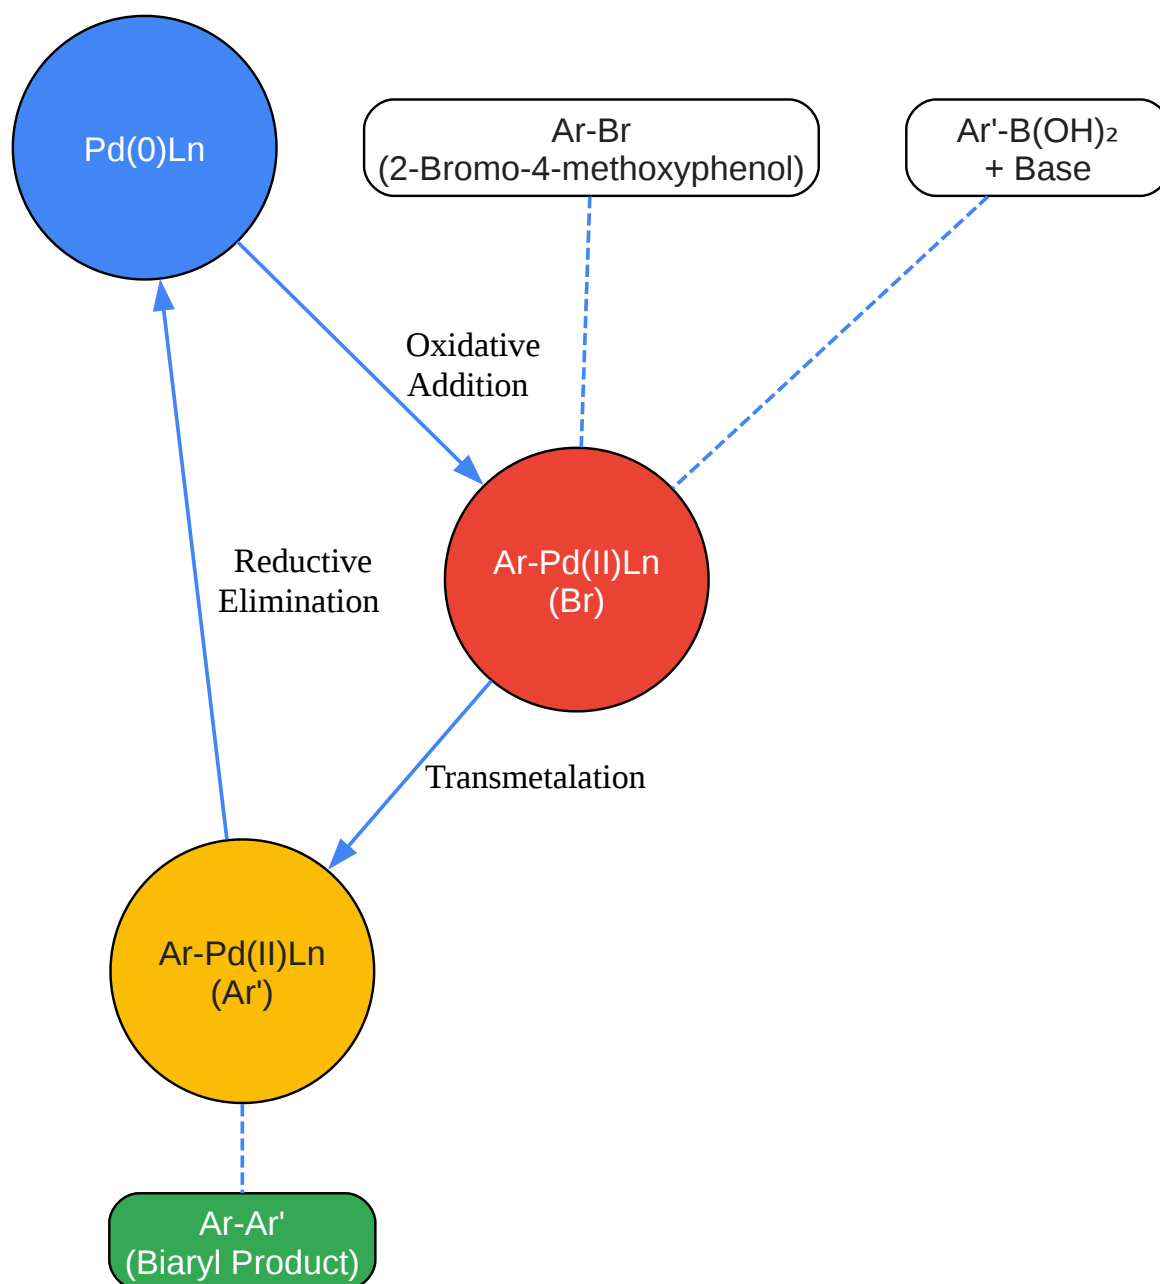 Pd(0)Ln
Ar-Br
(2-Bromo-4-methoxyphenol)
Ar'-B(OH)₂
+ Base
Oxidative
Addition
Reductive
Elimination
Ar-Pd(II)Ln
(Br)
Transmetalation
Ar-Pd(II)Ln
(Ar')
Ar-Ar'
(Biaryl Product)